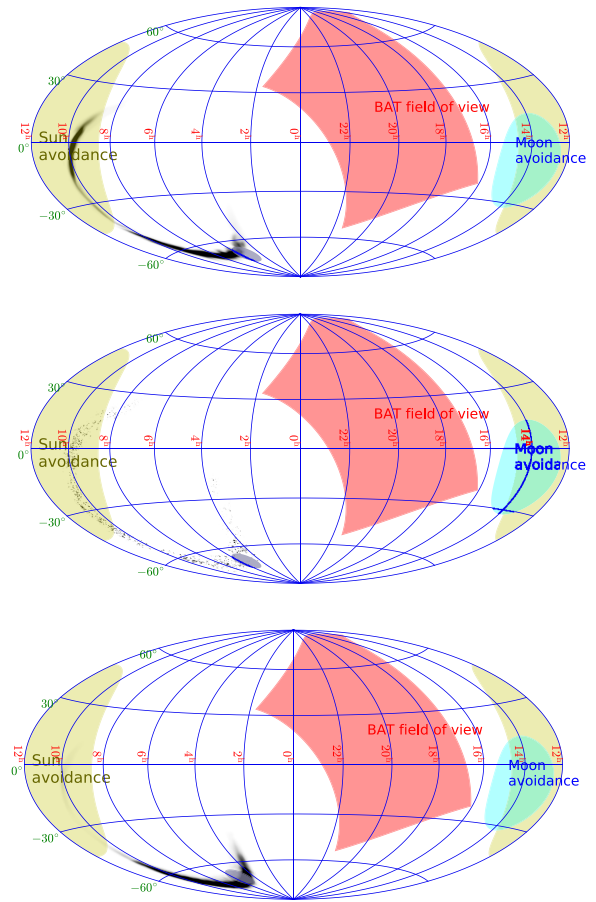 60°
30°
BAT field of view
12ʰ 10ʰ 8ʰ 6ʰ 4ʰ 2ʰ 0ʰ 22ʰ 20ʰ 18ʰ 16ʰ 14ʰ 12ʰ
Sun
avoidance
Moon
avoidance
0°
−30°
−60°
60°
30°
BAT field of view
12ʰ 10ʰ 8ʰ 6ʰ 4ʰ 2ʰ 0ʰ 22ʰ 20ʰ 18ʰ 16ʰ 14ʰ 12ʰ
Sun
avoidance
Moon
avoidance
0°
−30°
−60°
60°
30°
BAT field of view
12ʰ 10ʰ 8ʰ 6ʰ 4ʰ 2ʰ 0ʰ 22ʰ 20ʰ 18ʰ 16ʰ 14ʰ 12ʰ
Sun
avoidance
Moon
avoidance
0°
−30°
−60°